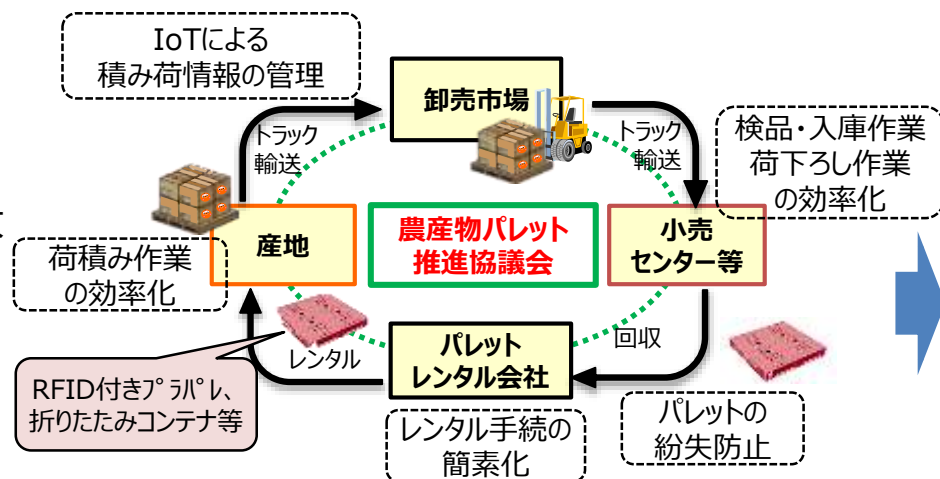 IoTによる
積み荷情報の管理
卸売市場
トラック
輸送
トラック
輸送
検品・入庫作業
荷下ろし作業
の効率化
産地
農産物パレット
推進協議会
小売
センター等
荷積み作業
の効率化
レンタル
パレット
レンタル会社
回収
RFID付きﾌﾟﾗﾊﾟﾚ、
折りたたみコンテナ等
レンタル手続の
簡素化
パレットの
紛失防止